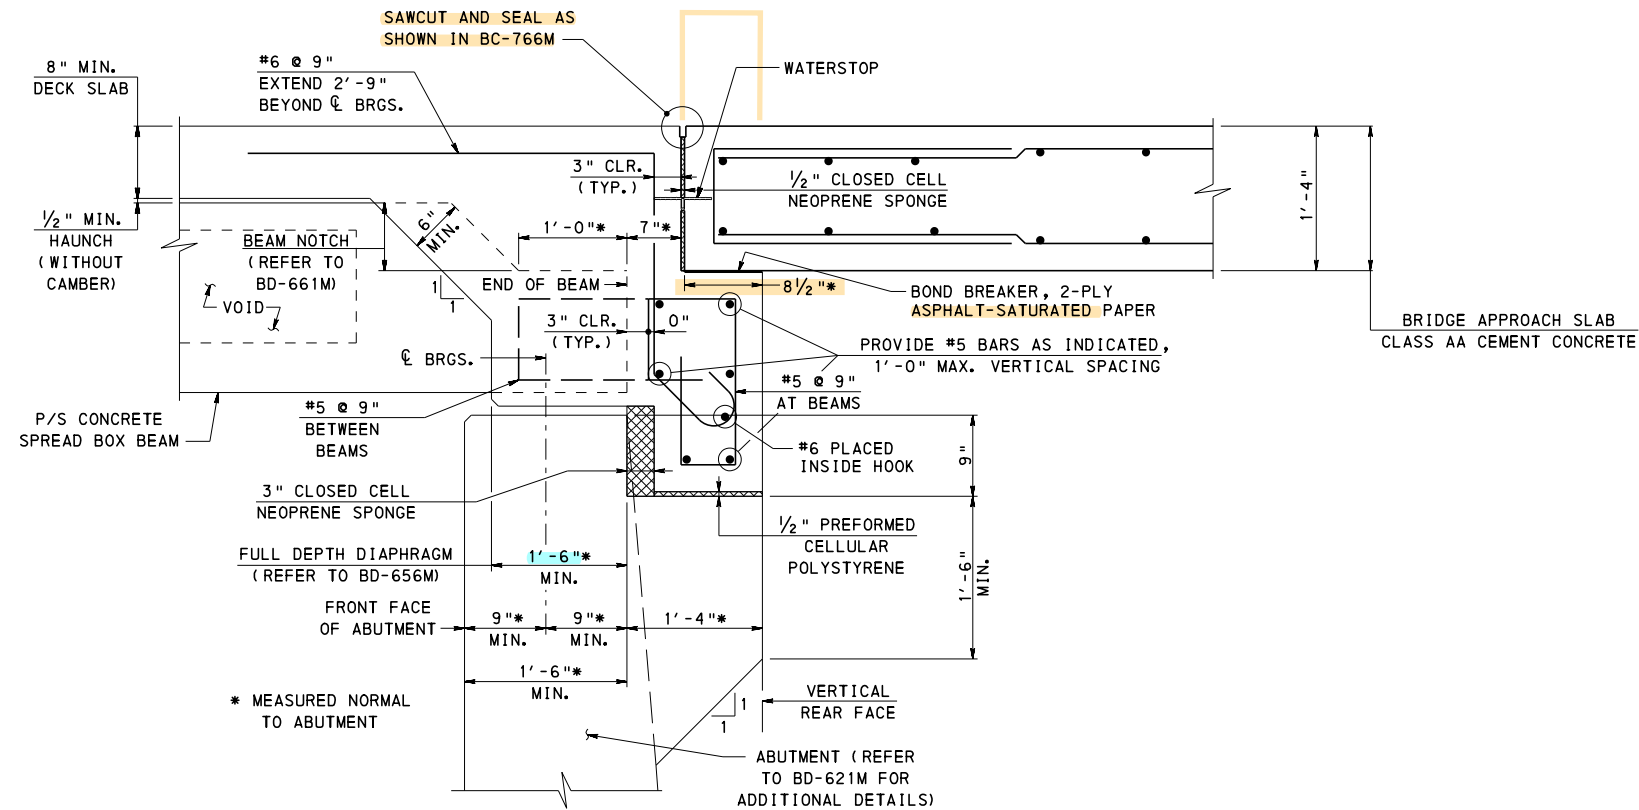 SAWCUT AND SEAL AS
SHOWN IN BC-766M
8" MIN.
DECK SLAB
#6 @ 9"
EXTEND 2'-9"
BEYOND ℄ BRGS.
WATERSTOP
3" CLR.
(TYP.)
1/2" CLOSED CELL
NEOPRENE SPONGE
1'-4"
1/2" MIN.
HAUNCH
(WITHOUT
CAMBER)
6"
MIN.
BEAM NOTCH
(REFER TO
BD-661M)
1'-0"*
7"*
VOID
1
1
END OF BEAM
8 1/2"*
BOND BREAKER, 2-PLY
ASPHALT-SATURATED PAPER
3" CLR.
(TYP.)
0"
BRIDGE APPROACH SLAB
CLASS AA CEMENT CONCRETE
℄ BRGS.
PROVIDE #5 BARS AS INDICATED,
1'-0" MAX. VERTICAL SPACING
#5 @ 9"
AT BEAMS
P/S CONCRETE
SPREAD BOX BEAM
#5 @ 9"
BETWEEN
BEAMS
#6 PLACED
INSIDE HOOK
9"
3" CLOSED CELL
NEOPRENE SPONGE
1/2" PREFORMED
CELLULAR
POLYSTYRENE
FULL DEPTH DIAPHRAGM
(REFER TO BD-656M)
1'-6"*
MIN.
1'-6"
MIN.
FRONT FACE
OF ABUTMENT
9"*
MIN.
9"*
MIN.
1'-4"*
1'-6"*
MIN.
* MEASURED NORMAL
TO ABUTMENT
1
1
VERTICAL
REAR FACE
ABUTMENT (REFER
TO BD-621M FOR
ADDITIONAL DETAILS)